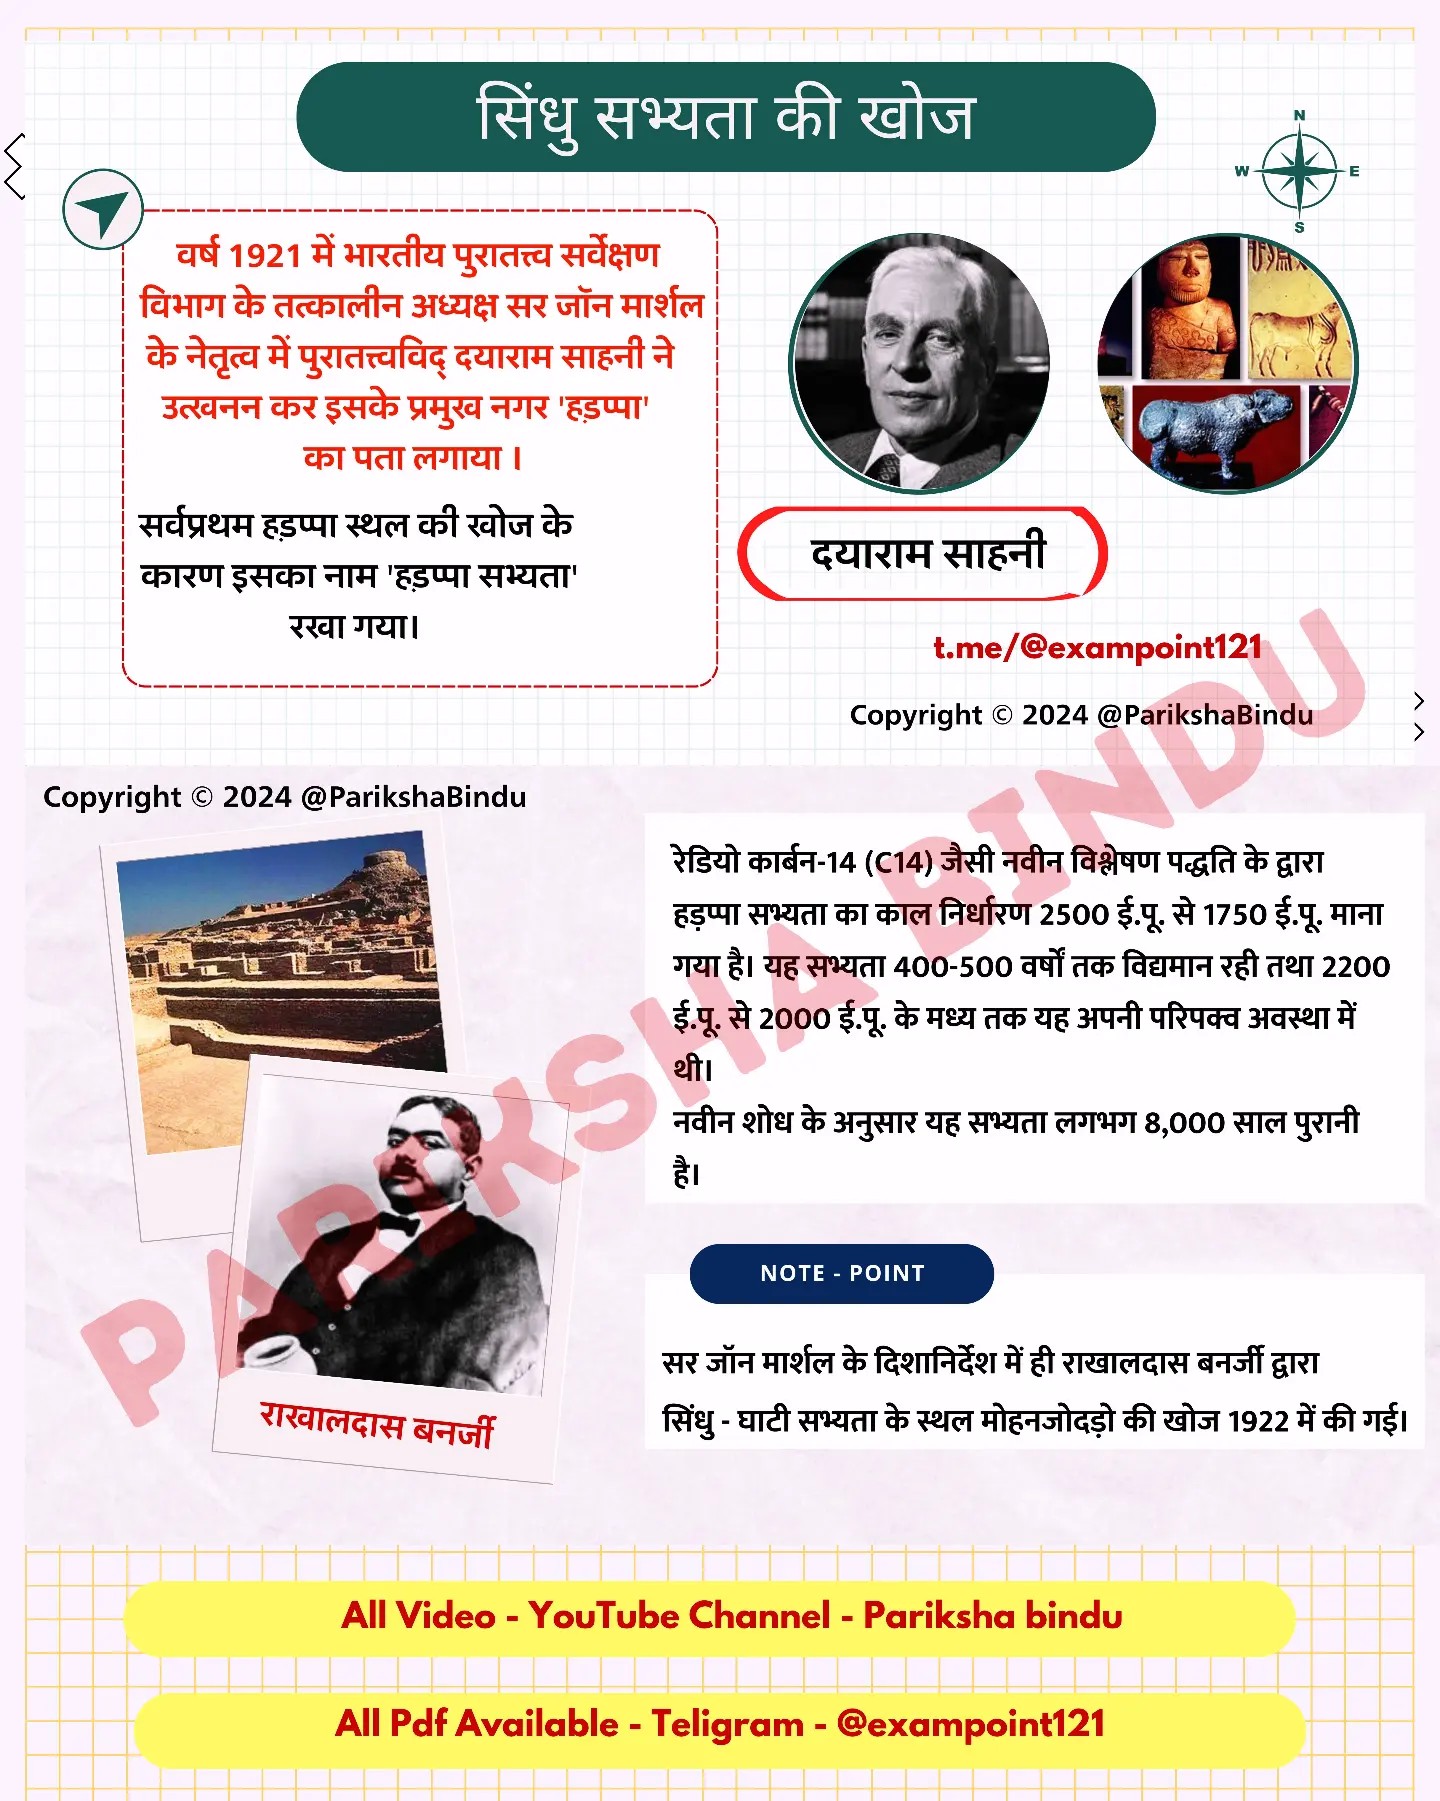 सिंधु सभ्यता की खोज
N
W
E
S
वर्ष 1921 में भारतीय पुरातत्त्व सर्वेक्षण
विभाग के तत्कालीन अध्यक्ष सर जॉन मार्शल
के नेतृत्व में पुरातत्त्वविद् दयाराम साहनी ने
उत्खनन कर इसके प्रमुख नगर 'हड़प्पा'
का पता लगाया ।
सर्वप्रथम हड़प्पा स्थल की खोज के
कारण इसका नाम 'हड़प्पा सभ्यता'
रखा गया।
दयाराम साहनी
t.me/@exampoint121
Copyright © 2024 @ParikshaBindu
Copyright © 2024 @ParikshaBindu
रेडियो कार्बन-14 (C14) जैसी नवीन विश्लेषण पद्धति के द्वारा
हड़प्पा सभ्यता का काल निर्धारण 2500 ई.पू. से 1750 ई.पू. माना
गया है। यह सभ्यता 400-500 वर्षों तक विद्यमान रही तथा 2200
ई.पू. से 2000 ई.पू. के मध्य तक यह अपनी परिपक्व अवस्था में
थी।
नवीन शोध के अनुसार यह सभ्यता लगभग 8,000 साल पुरानी
है।
PARIKSHA BINDU
NOTE - POINT
सर जॉन मार्शल के दिशानिर्देश में ही राखालदास बनर्जी द्वारा
सिंधु - घाटी सभ्यता के स्थल मोहनजोदड़ो की खोज 1922 में की गई।
राखालदास बनर्जी
All Video - YouTube Channel - Pariksha bindu
All Pdf Available - Teligram - @exampoint121